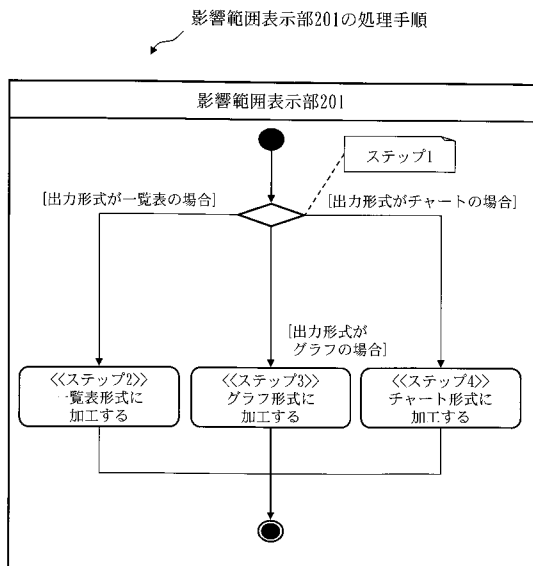 影響範囲表示部201の処理手順
影響範囲表示部201
ステップ1
[出力形式が一覧表の場合]
[出力形式がチャートの場合]
[出力形式が
グラフの場合]
<<ステップ2>>
一覧表形式に
加工する
<<ステップ3>>
グラフ形式に
加工する
<<ステップ4>>
チャート形式に
加工する